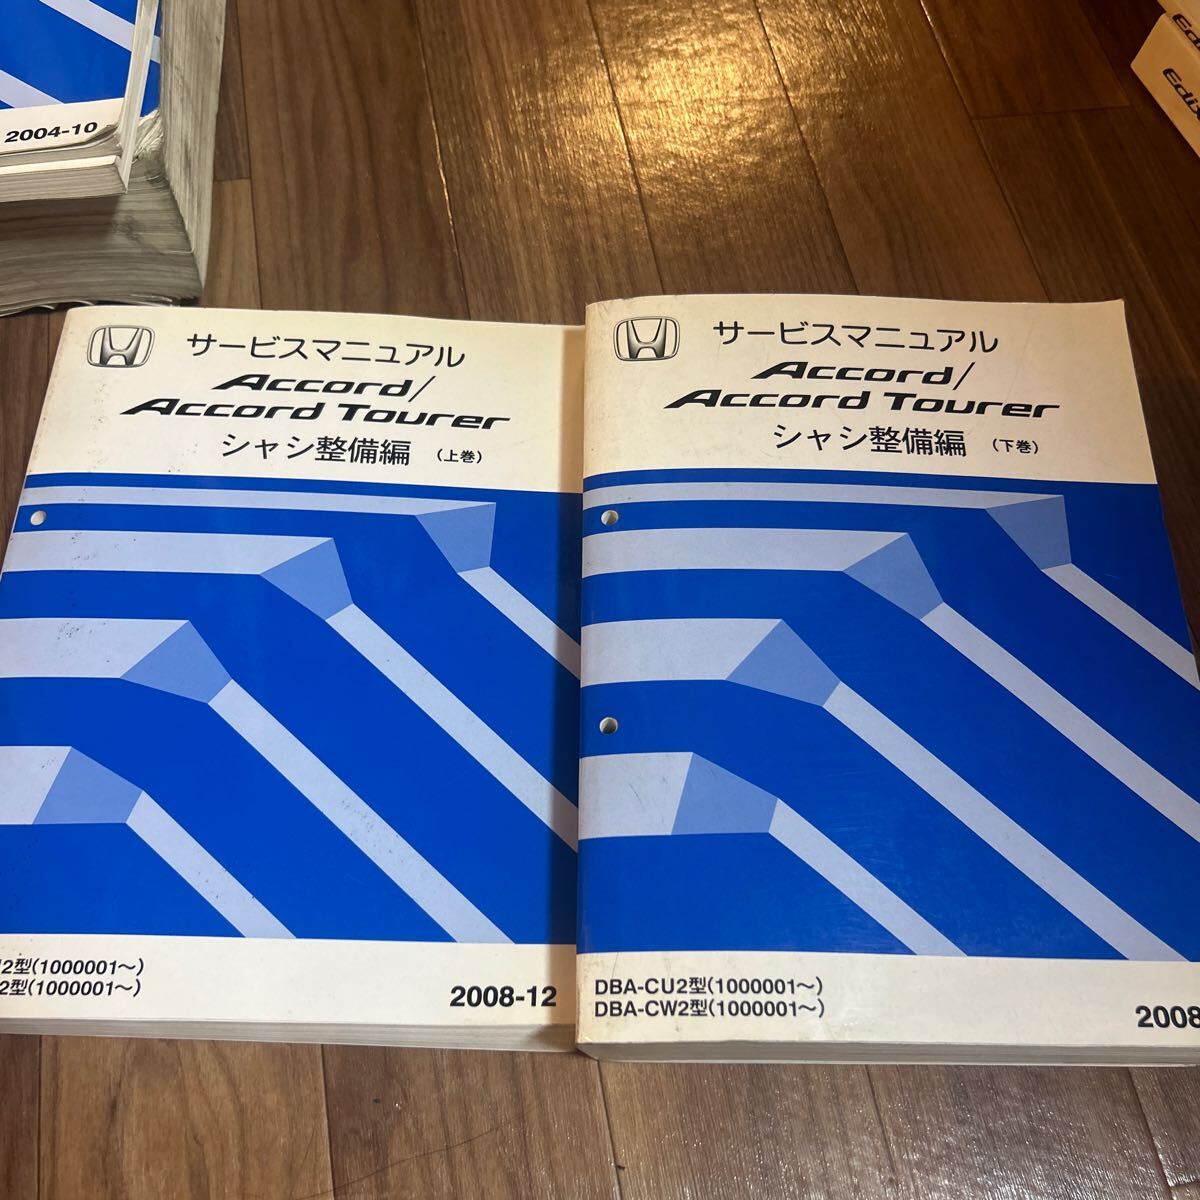 2004-10
サービスマニュアル
Accord/
Accord Tourer
シャシ整備編 (上巻)
2型(1000001～)
2型(1000001～)
2008-12
サービスマニュアル
Accord/
Accord Tourer
シャシ整備編 (下巻)
DBA-CU2型(1000001～)
DBA-CW2型(1000001～)
2008